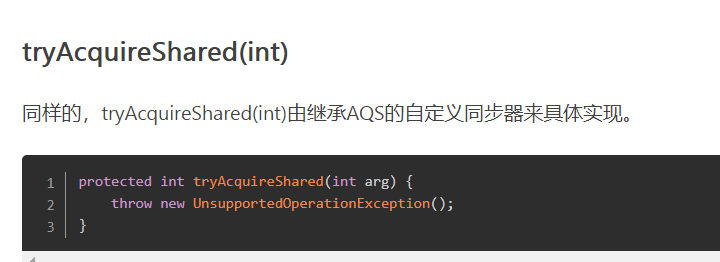 tryAcquireShared(int)
同样的，tryAcquireShared(int)由继承AQS的自定义同步器来具体实现。
1 protected int tryAcquireShared(int arg) {
2     throw new UnsupportedOperationException();
3 }